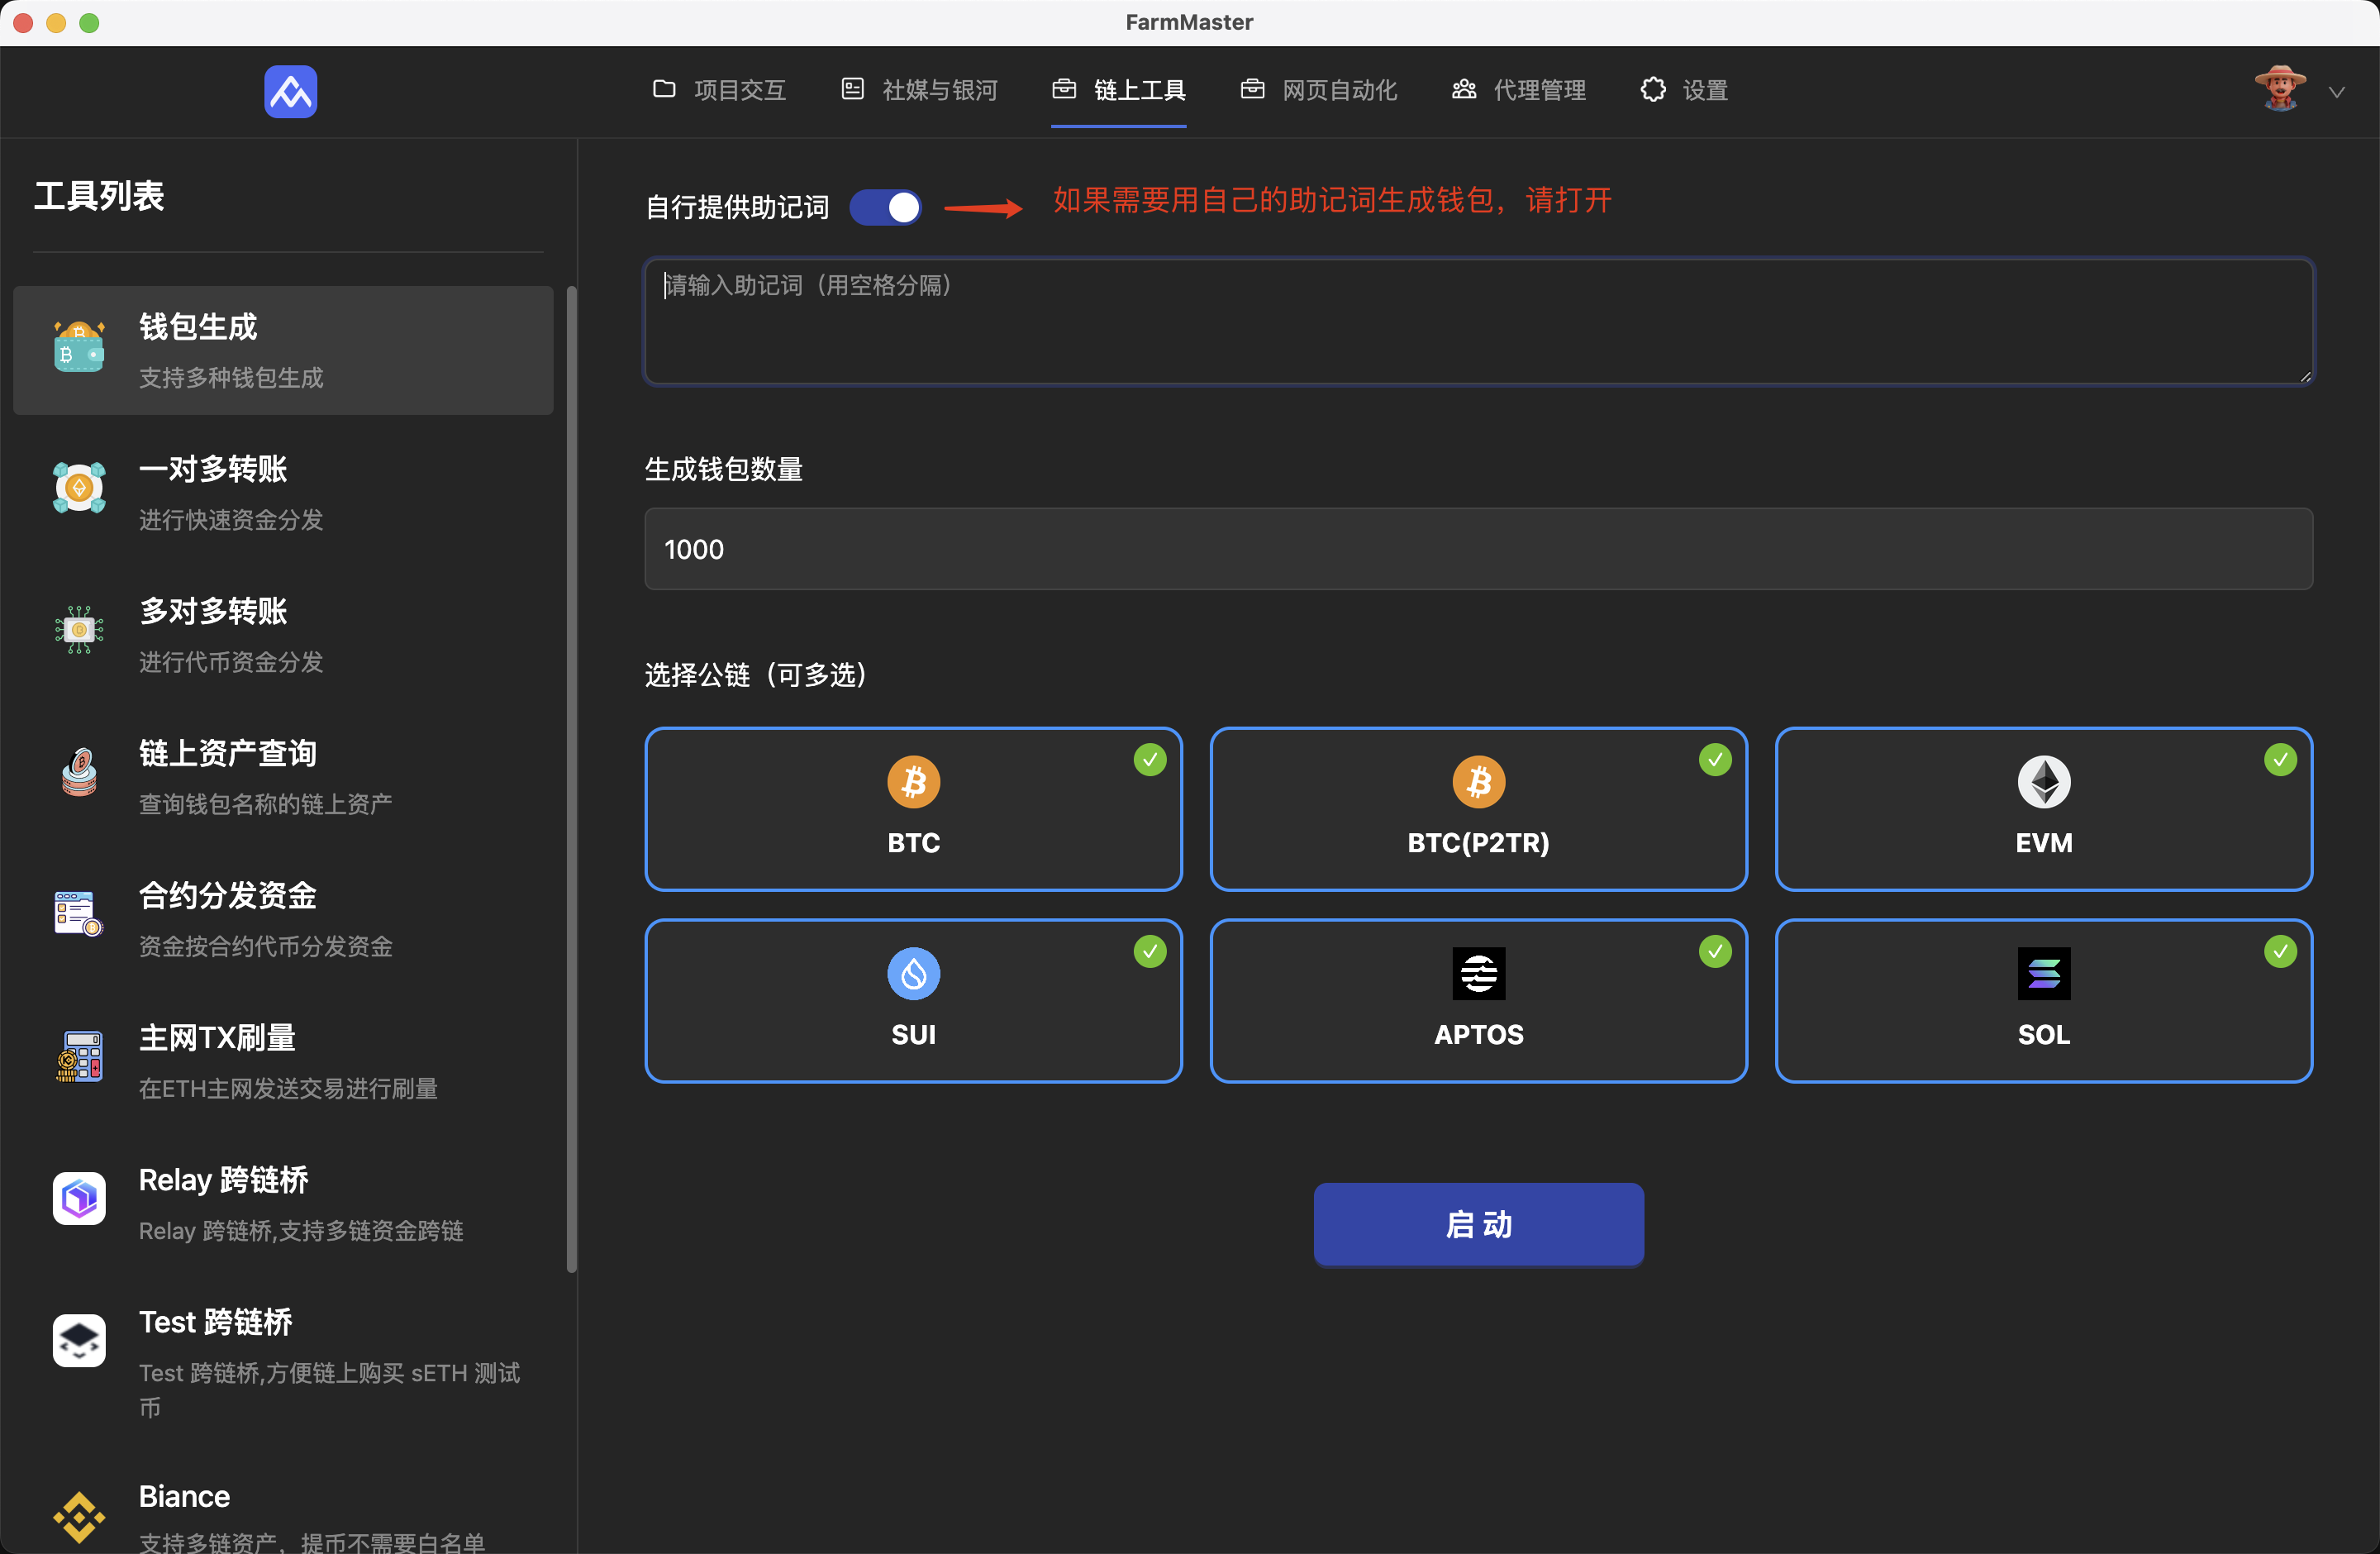 FarmMaster
项目交互
社媒与银河
链上工具
网页自动化
代理管理
设置
工具列表
钱包生成
支持多种钱包生成
一对多转账
进行快速资金分发
多对多转账
进行代币资金分发
链上资产查询
查询钱包名称的链上资产
合约分发资金
资金按合约代币分发资金
主网TX刷量
在ETH主网发送交易进行刷量
Relay 跨链桥
Relay 跨链桥,支持多链资金跨链
Test 跨链桥
Test 跨链桥,方便链上购买 sETH 测试
币
Biance
支持多链资产，提币不需要白名单
自行提供助记词
如果需要用自己的助记词生成钱包，请打开
请输入助记词（用空格分隔）
生成钱包数量
1000
选择公链（可多选）
BTC
BTC(P2TR)
EVM
SUI
APTOS
SOL
启动